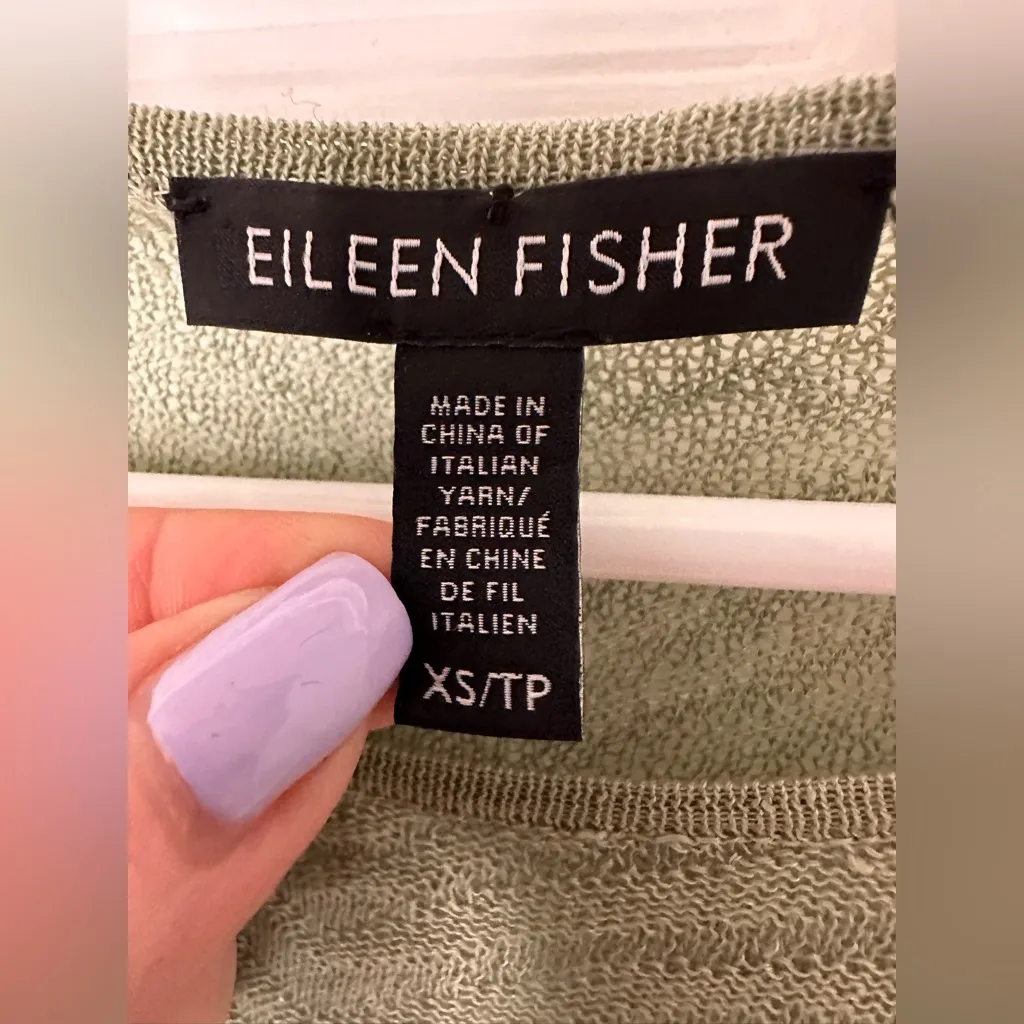 EILEEN FISHER
MADE IN
CHINA OF
ITALIAN
YARN/
FABRIQUÉ
EN CHINE
DE FIL
ITALIEN
XS/TP